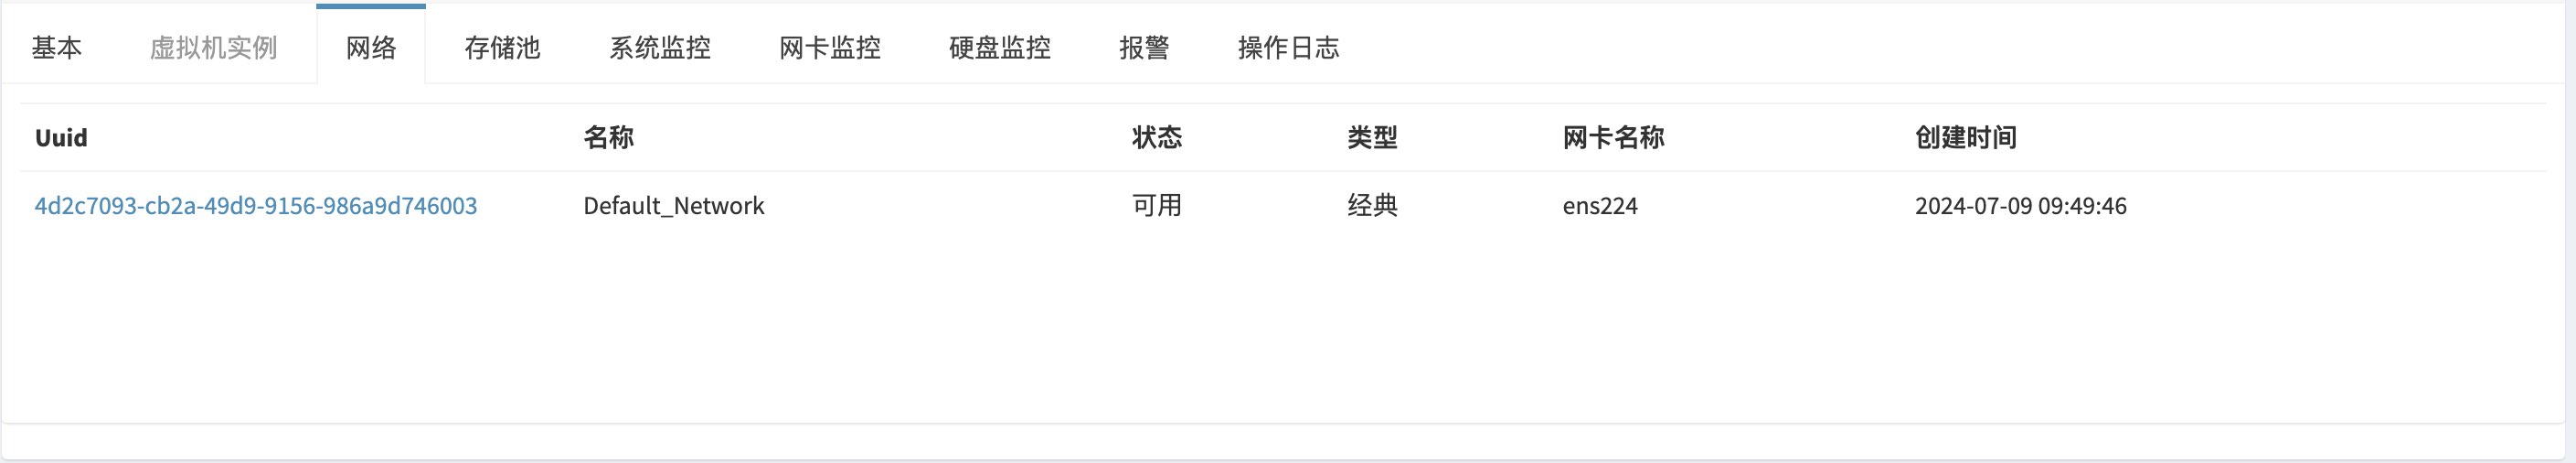 基本 虚拟机实例 网络 存储池 系统监控 网卡监控 硬盘监控 报警 操作日志
Uuid 名称 状态 类型 网卡名称 创建时间
4d2c7093-cb2a-49d9-9156-986a9d746003 Default_Network 可用 经典 ens224 2024-07-09 09:49:46